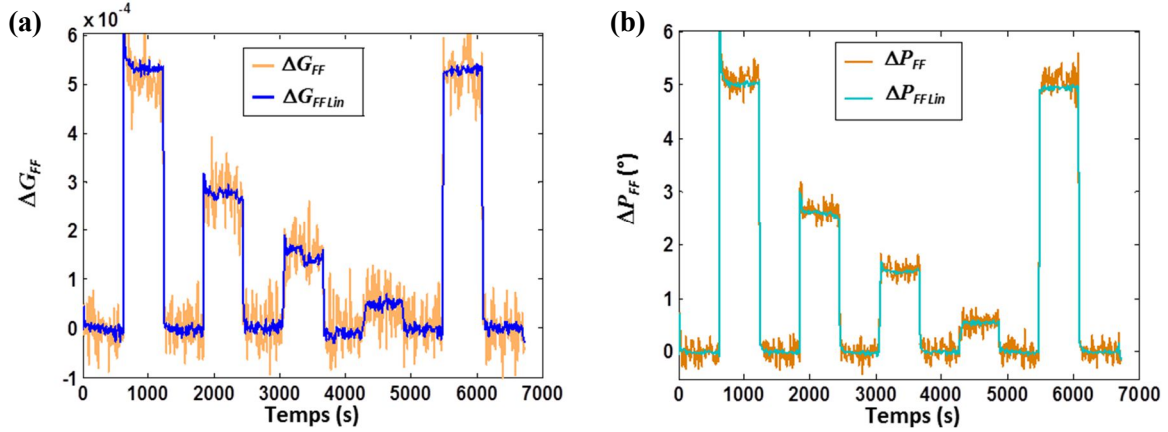 (a)
x 10⁻⁴
6
5
4
3
2
1
0
-1
ΔG_FF
ΔG_FF
ΔG_FF Lin
0 1000 2000 3000 4000 5000 6000 7000
Temps (s)
(b)
6
5
4
3
2
1
0
ΔP_FF (°)
ΔP_FF
ΔP_FF Lin
0 1000 2000 3000 4000 5000 6000 7000
Temps (s)